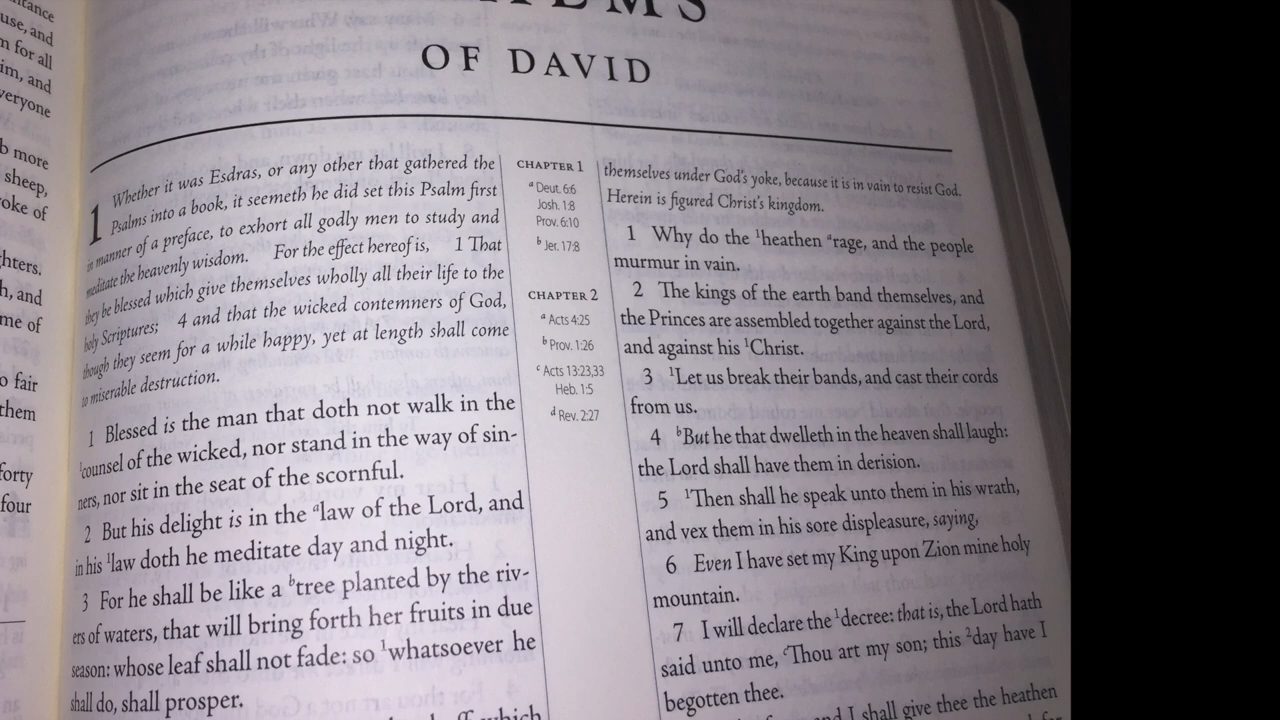 OF DAVID
1 Whether it was Esdras, or any other that gathered the
Psalms into a book, it seemeth he did set this Psalm first
in manner of a preface, to exhort all godly men to study and
meditate the heavenly wisdom. For the effect hereof is, 1 That
they be blessed which give themselves wholly all their life to the
holy Scriptures; 4 and that the wicked contemners of God,
though they seem for a while happy, yet at length shall come
to miserable destruction.
1 Blessed is the man that doth not walk in the
¹counsel of the wicked, nor stand in the way of sin-
ners, nor sit in the seat of the scornful.
2 But his delight is in the ᵃlaw of the Lord, and
in his ¹law doth he meditate day and night.
3 For he shall be like a ᵇtree planted by the riv-
ers of waters, that will bring forth her fruits in due
season: whose leaf shall not fade: so ¹whatsoever he
shall do, shall prosper.
which
CHAPTER 1
ᵃ Deut. 6:6
Josh. 1:8
Prov. 6:10
ᵇ Jer. 17:8
CHAPTER 2
ᵃ Acts 4:25
ᵇ Prov. 1:26
ᶜ Acts 13:23,33
Heb. 1:5
ᵈ Rev. 2:27
themselves under God's yoke, because it is in vain to resist God.
Herein is figured Christ's kingdom.
1 Why do the ¹heathen ᵃrage, and the people
murmur in vain.
2 The kings of the earth band themselves, and
the Princes are assembled together against the Lord,
and against his ¹Christ.
3 ¹Let us break their bands, and cast their cords
from us.
4 ᵇBut he that dwelleth in the heaven shall laugh:
the Lord shall have them in derision.
5 ¹Then shall he speak unto them in his wrath,
and vex them in his sore displeasure, saying,
6 Even I have set my King upon Zion mine holy
mountain.
7 I will declare the ¹decree: that is, the Lord hath
said unto me, ᶜThou art my son; this ²day have I
begotten thee.
and I shall give thee the heathen